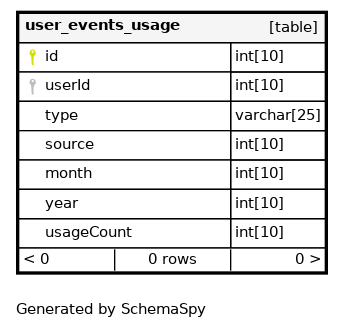 user_events_usage [table]
id int[10]
userId int[10]
type varchar[25]
source int[10]
month int[10]
year int[10]
usageCount int[10]
< 0 0 rows 0 >
Generated by SchemaSpy